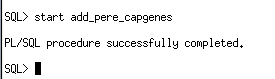 SQL> start add_pere_capgenes
PL/SQL procedure successfully completed.
SQL>